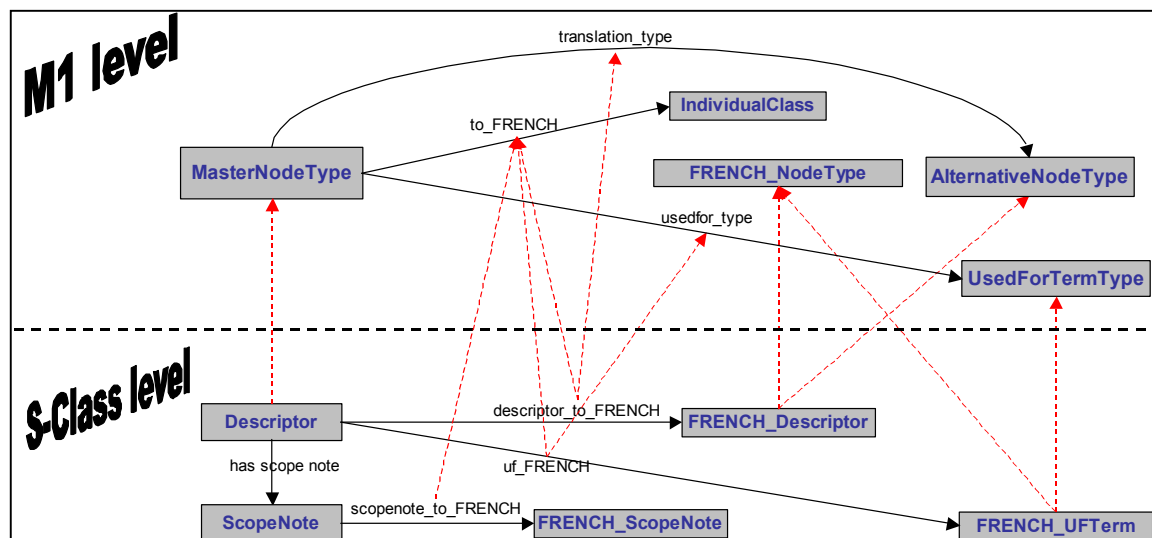 M1 level
translation_type
IndividualClass
to_FRENCH
MasterNodeType
FRENCH_NodeType
AlternativeNodeType
usedfor_type
UsedForTermType
S-Class level
descriptor_to_FRENCH
Descriptor
FRENCH_Descriptor
has scope note
uf_FRENCH
scopenote_to_FRENCH
ScopeNote
FRENCH_ScopeNote
FRENCH_UFTerm